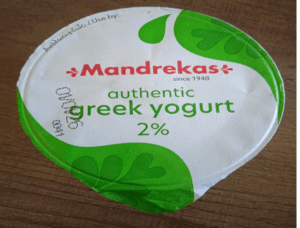 Mandrekas
since 1948
authentic
greek yogurt
2%